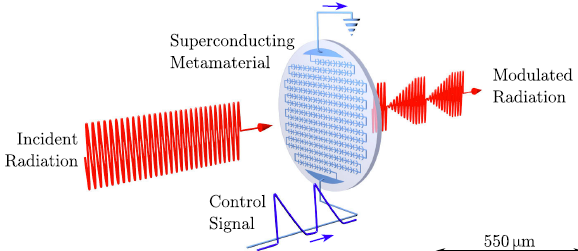 Superconducting
Metamaterial
Modulated
Radiation
Incident
Radiation
Control
Signal
550 μm